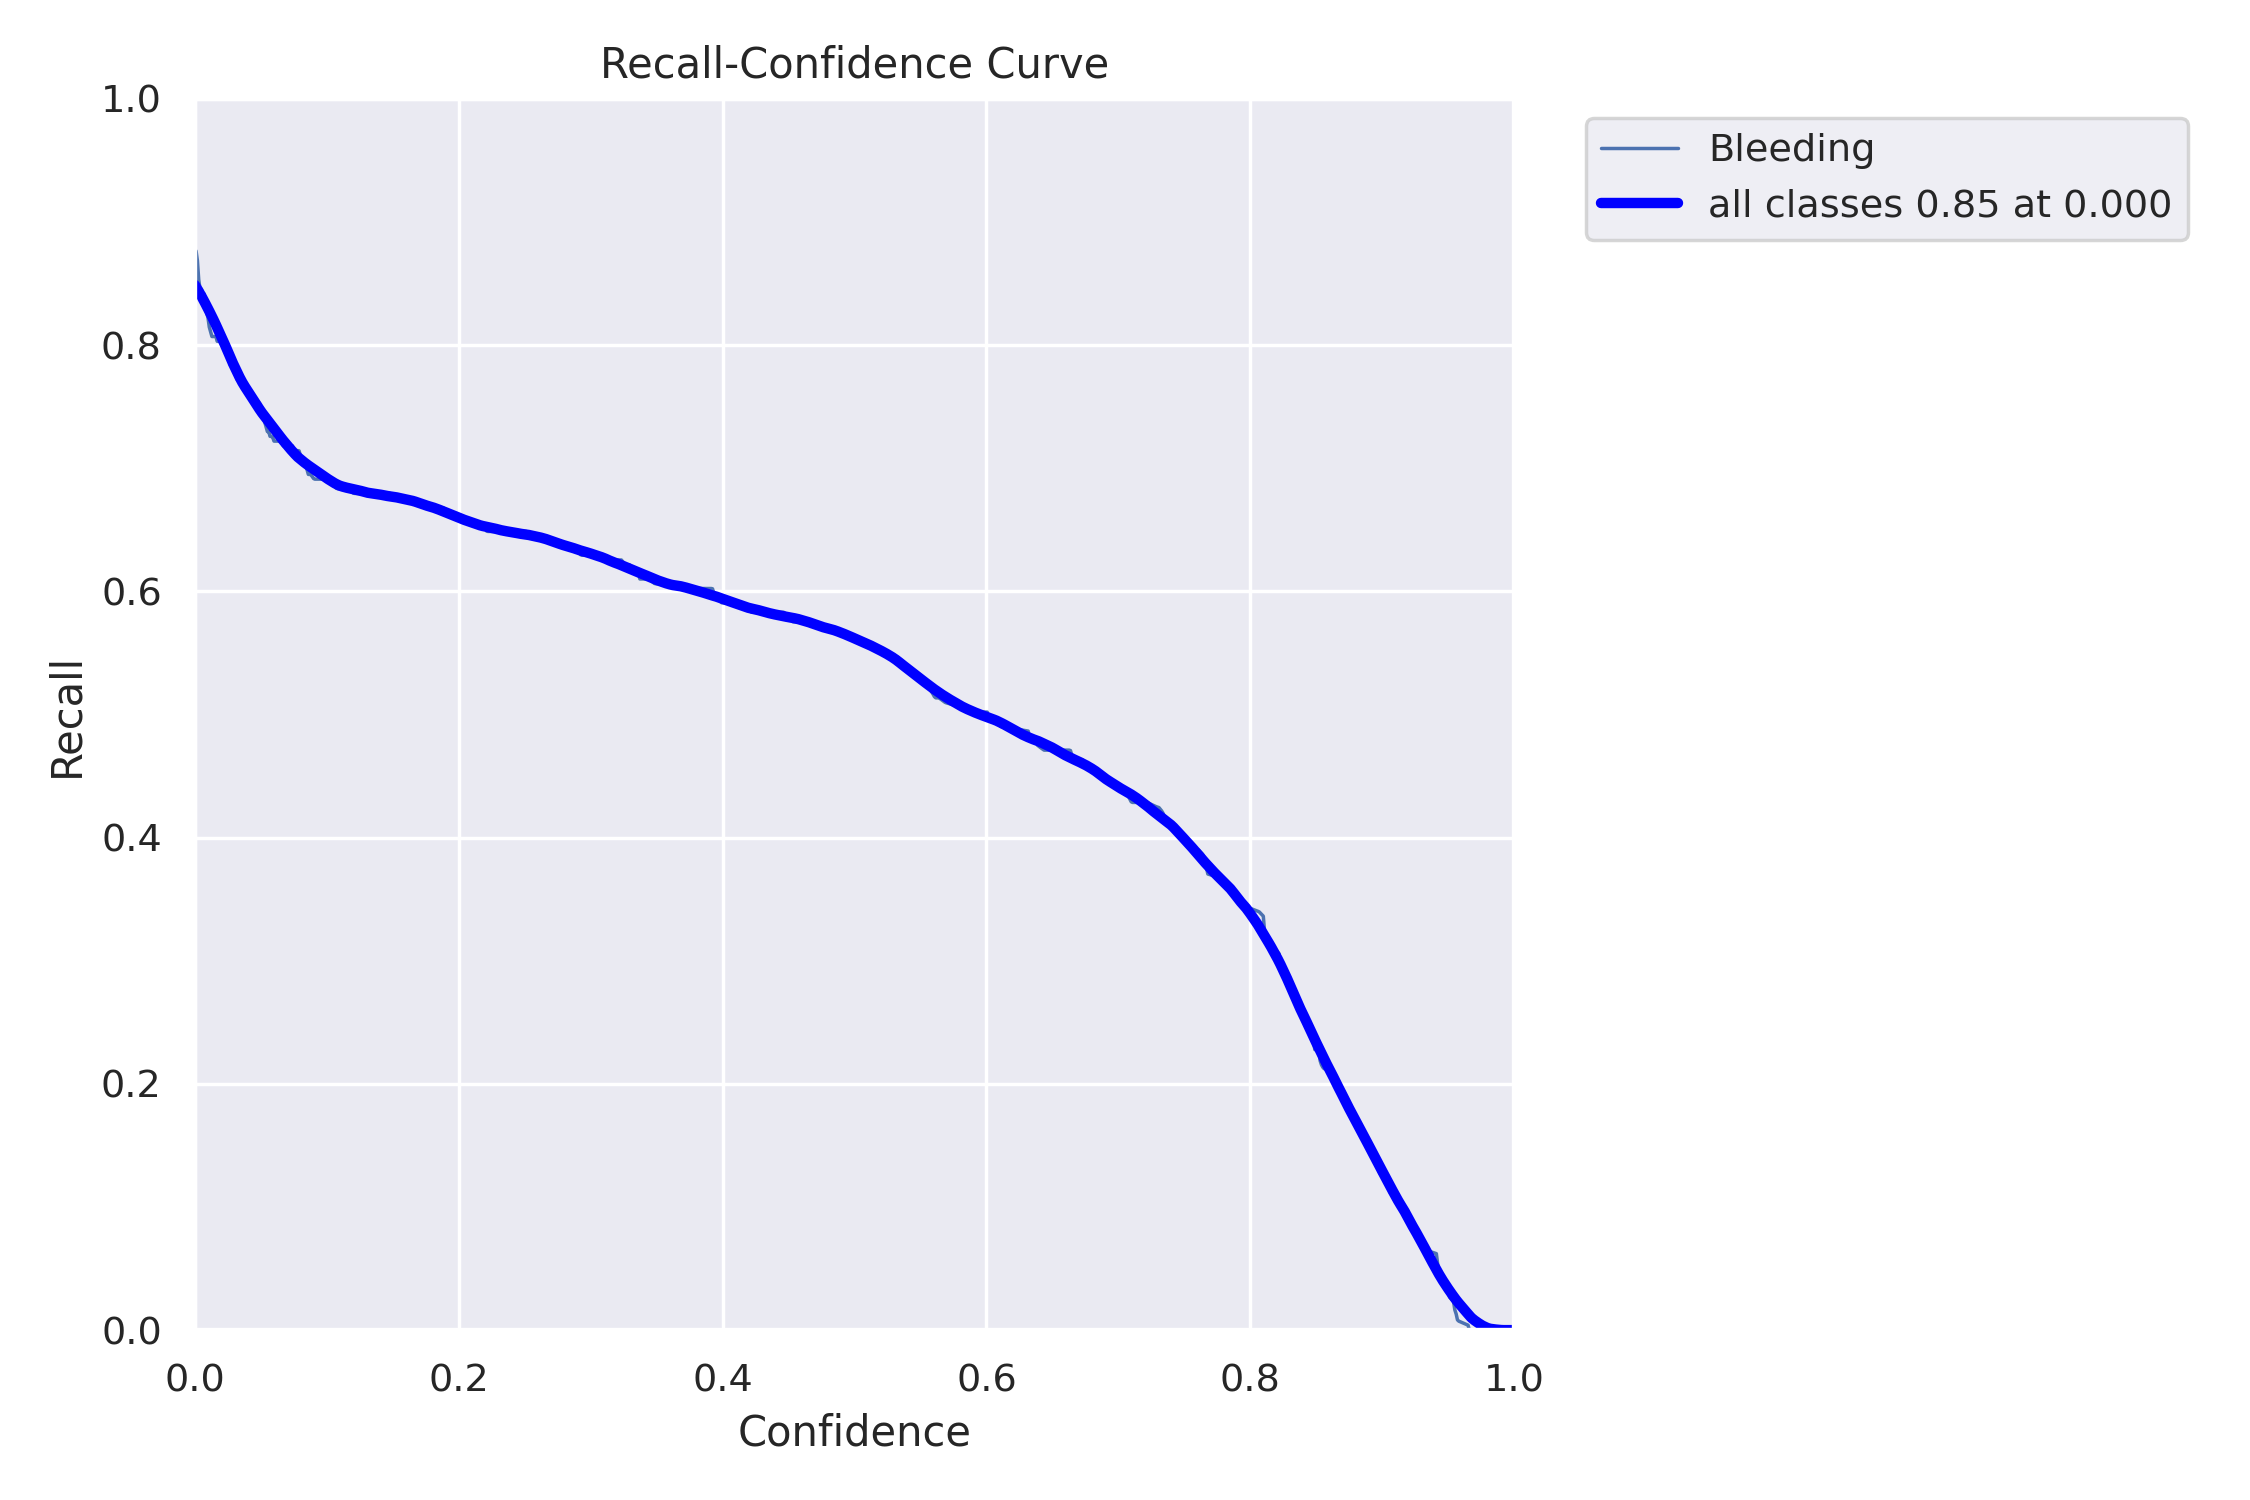 Recall-Confidence Curve
1.0
0.8
0.6
0.4
0.2
0.0
Recall
0.0 0.2 0.4 0.6 0.8 1.0
Confidence
Bleeding
all classes 0.85 at 0.000